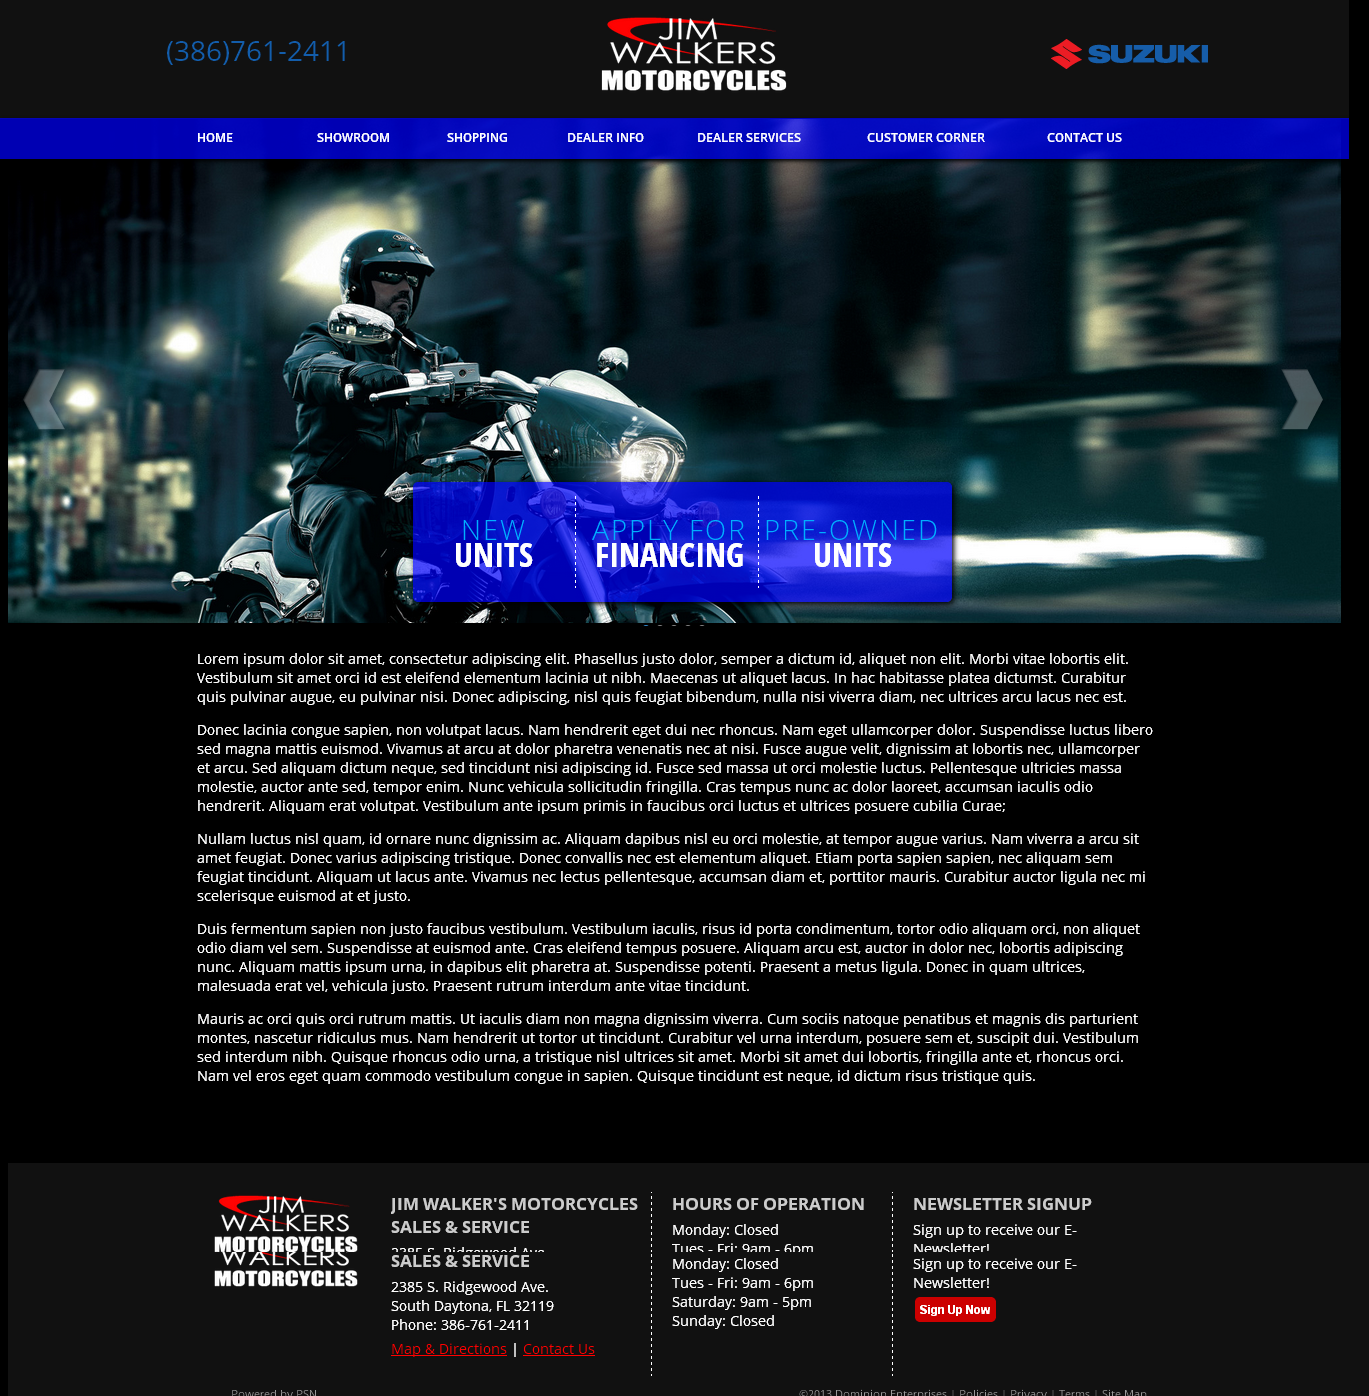 (386)761-2411
JIM
WALKERS
MOTORCYCLES
SUZUKI
HOME SHOWROOM SHOPPING DEALER INFO DEALER SERVICES CUSTOMER CORNER CONTACT US
NEW
UNITS
APPLY FOR
FINANCING
PRE-OWNED
UNITS
Lorem ipsum dolor sit amet, consectetur adipiscing elit. Phasellus justo dolor, semper a dictum id, aliquet non elit. Morbi vitae lobortis elit.
Vestibulum sit amet orci id est eleifend elementum lacinia ut nibh. Maecenas ut aliquet lacus. In hac habitasse platea dictumst. Curabitur
quis pulvinar augue, eu pulvinar nisi. Donec adipiscing, nisl quis feugiat bibendum, nulla nisi viverra diam, nec ultrices arcu lacus nec est.
Donec lacinia congue sapien, non volutpat lacus. Nam hendrerit eget dui nec rhoncus. Nam eget ullamcorper dolor. Suspendisse luctus libero
sed magna mattis euismod. Vivamus at arcu at dolor pharetra venenatis nec at nisi. Fusce augue velit, dignissim at lobortis nec, ullamcorper
et arcu. Sed aliquam dictum neque, sed tincidunt nisi adipiscing id. Fusce sed massa ut orci molestie luctus. Pellentesque ultricies massa
molestie, auctor ante sed, tempor enim. Nunc vehicula sollicitudin fringilla. Cras tempus nunc ac dolor laoreet, accumsan iaculis odio
hendrerit. Aliquam erat volutpat. Vestibulum ante ipsum primis in faucibus orci luctus et ultrices posuere cubilia Curae;
Nullam luctus nisl quam, id ornare nunc dignissim ac. Aliquam dapibus nisl eu orci molestie, at tempor augue varius. Nam viverra a arcu sit
amet feugiat. Donec varius adipiscing tristique. Donec convallis nec est elementum aliquet. Etiam porta sapien sapien, nec aliquam sem
feugiat tincidunt. Aliquam ut lacus ante. Vivamus nec lectus pellentesque, accumsan diam et, porttitor mauris. Curabitur auctor ligula nec mi
scelerisque euismod at et justo.
Duis fermentum sapien non justo faucibus vestibulum. Vestibulum iaculis, risus id porta condimentum, tortor odio aliquam orci, non aliquet
odio diam vel sem. Suspendisse at euismod ante. Cras eleifend tempus posuere. Aliquam arcu est, auctor in dolor nec, lobortis adipiscing
nunc. Aliquam mattis ipsum urna, in dapibus elit pharetra at. Suspendisse potenti. Praesent a metus ligula. Donec in quam ultrices,
malesuada erat vel, vehicula justo. Praesent rutrum interdum ante vitae tincidunt.
Mauris ac orci quis orci rutrum mattis. Ut iaculis diam non magna dignissim viverra. Cum sociis natoque penatibus et magnis dis parturient
montes, nascetur ridiculus mus. Nam hendrerit ut tortor ut tincidunt. Curabitur vel urna interdum, posuere sem et, suscipit dui. Vestibulum
sed interdum nibh. Quisque rhoncus odio urna, a tristique nisl ultrices sit amet. Morbi sit amet dui lobortis, fringilla ante et, rhoncus orci.
Nam vel eros eget quam commodo vestibulum congue in sapien. Quisque tincidunt est neque, id dictum risus tristique quis.
JIM
WALKERS
MOTORCYCLES
WALKERS
MOTORCYCLES
JIM WALKER'S MOTORCYCLES
SALES & SERVICE
2385 S. Ridgewood Ave.
SALES & SERVICE
2385 S. Ridgewood Ave.
South Daytona, FL 32119
Phone: 386-761-2411
Map & Directions | Contact Us
HOURS OF OPERATION
Monday: Closed
Tues - Fri: 9am - 6pm
Monday: Closed
Tues - Fri: 9am - 6pm
Saturday: 9am - 5pm
Sunday: Closed
NEWSLETTER SIGNUP
Sign up to receive our E-
Newsletter!
Sign up to receive our E-
Newsletter!
Sign Up Now
Powered by PSN
©2013 Dominion Enterprises | Policies | Privacy | Terms | Site Map